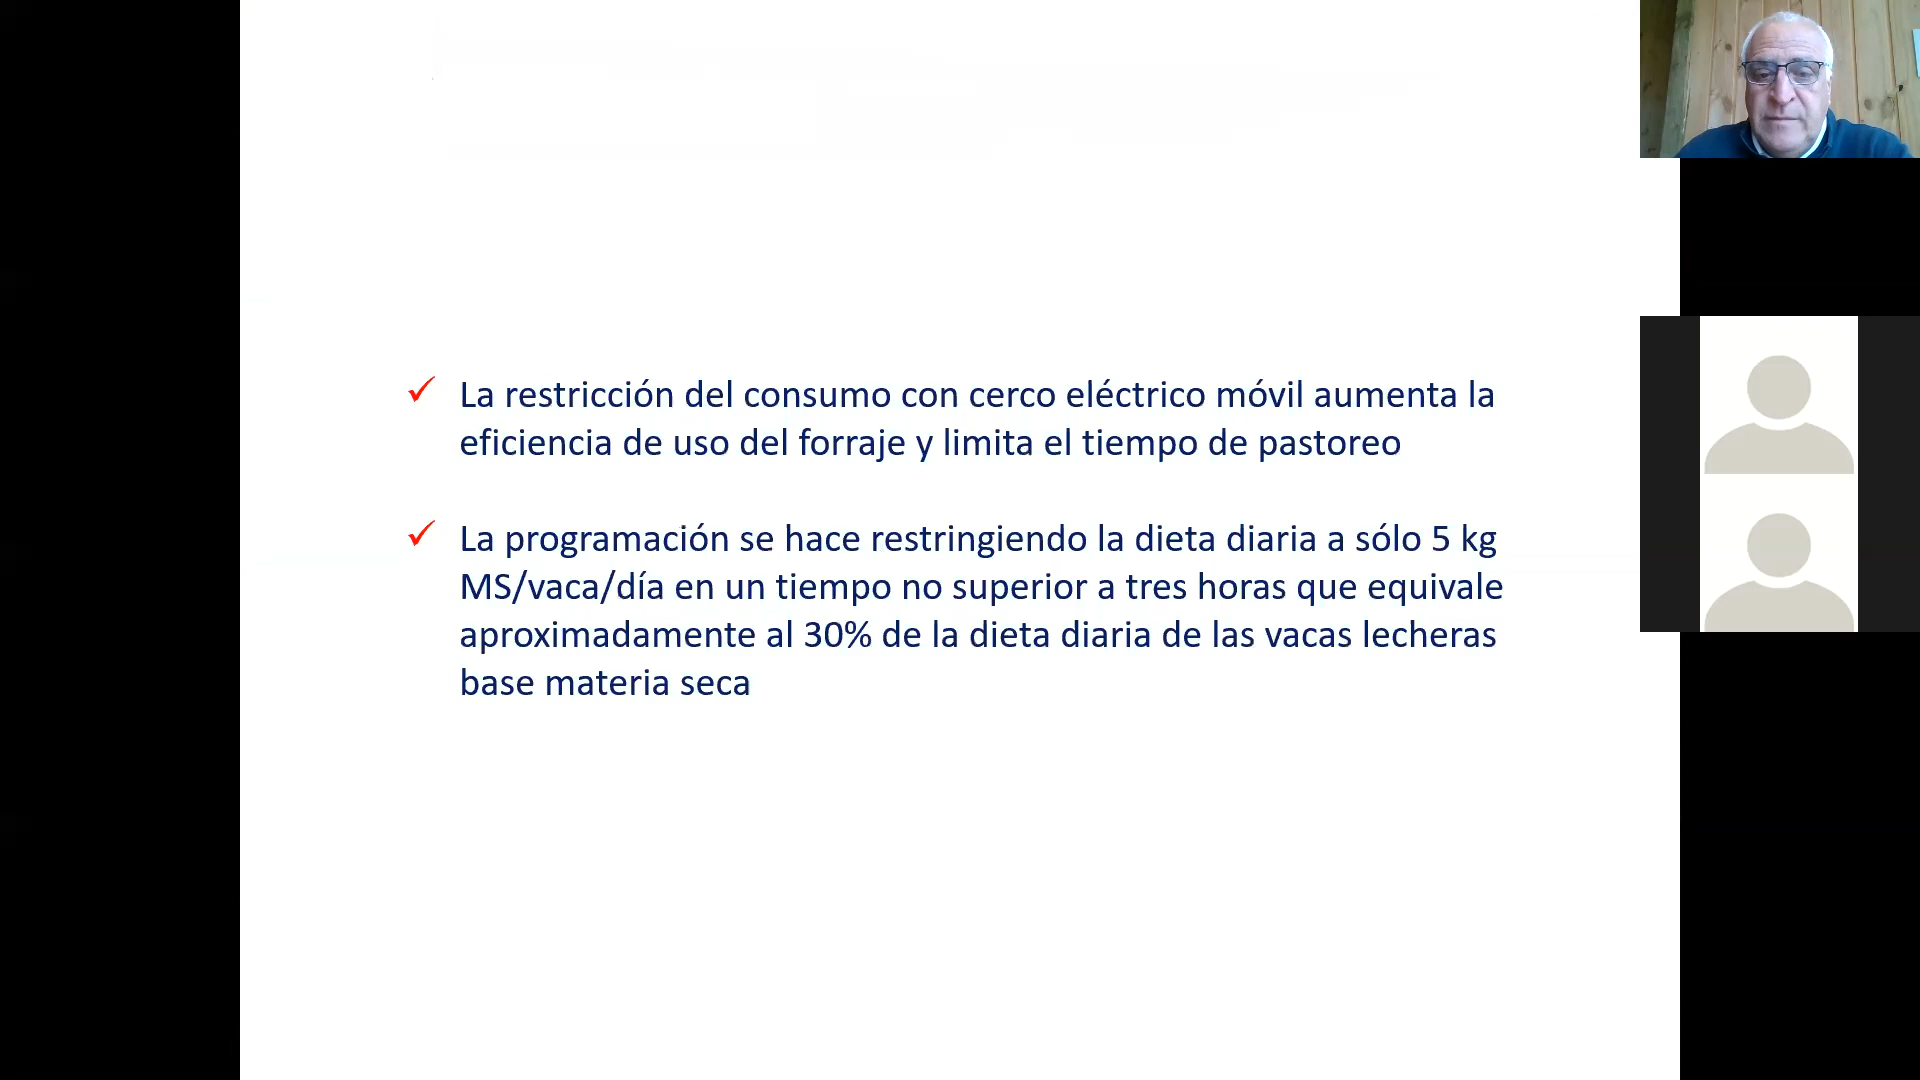 La restricción del consumo con cerco eléctrico móvil aumenta la
eficiencia de uso del forraje y limita el tiempo de pastoreo
La programación se hace restringiendo la dieta diaria a sólo 5 kg
MS/vaca/día en un tiempo no superior a tres horas que equivale
aproximadamente al 30% de la dieta diaria de las vacas lecheras
base materia seca